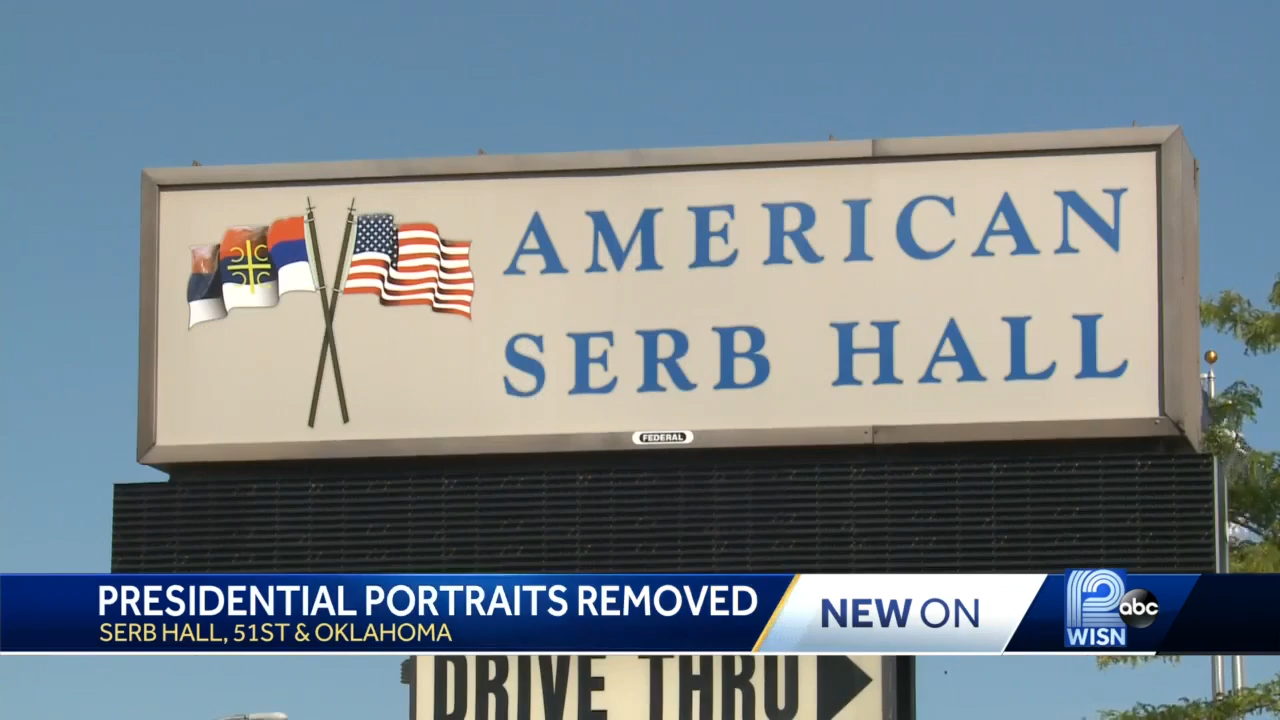 AMERICAN
SERB HALL
FEDERAL
PRESIDENTIAL PORTRAITS REMOVED
SERB HALL, 51ST & OKLAHOMA
NEW ON
12
abc
WISN
DRIVE THRU